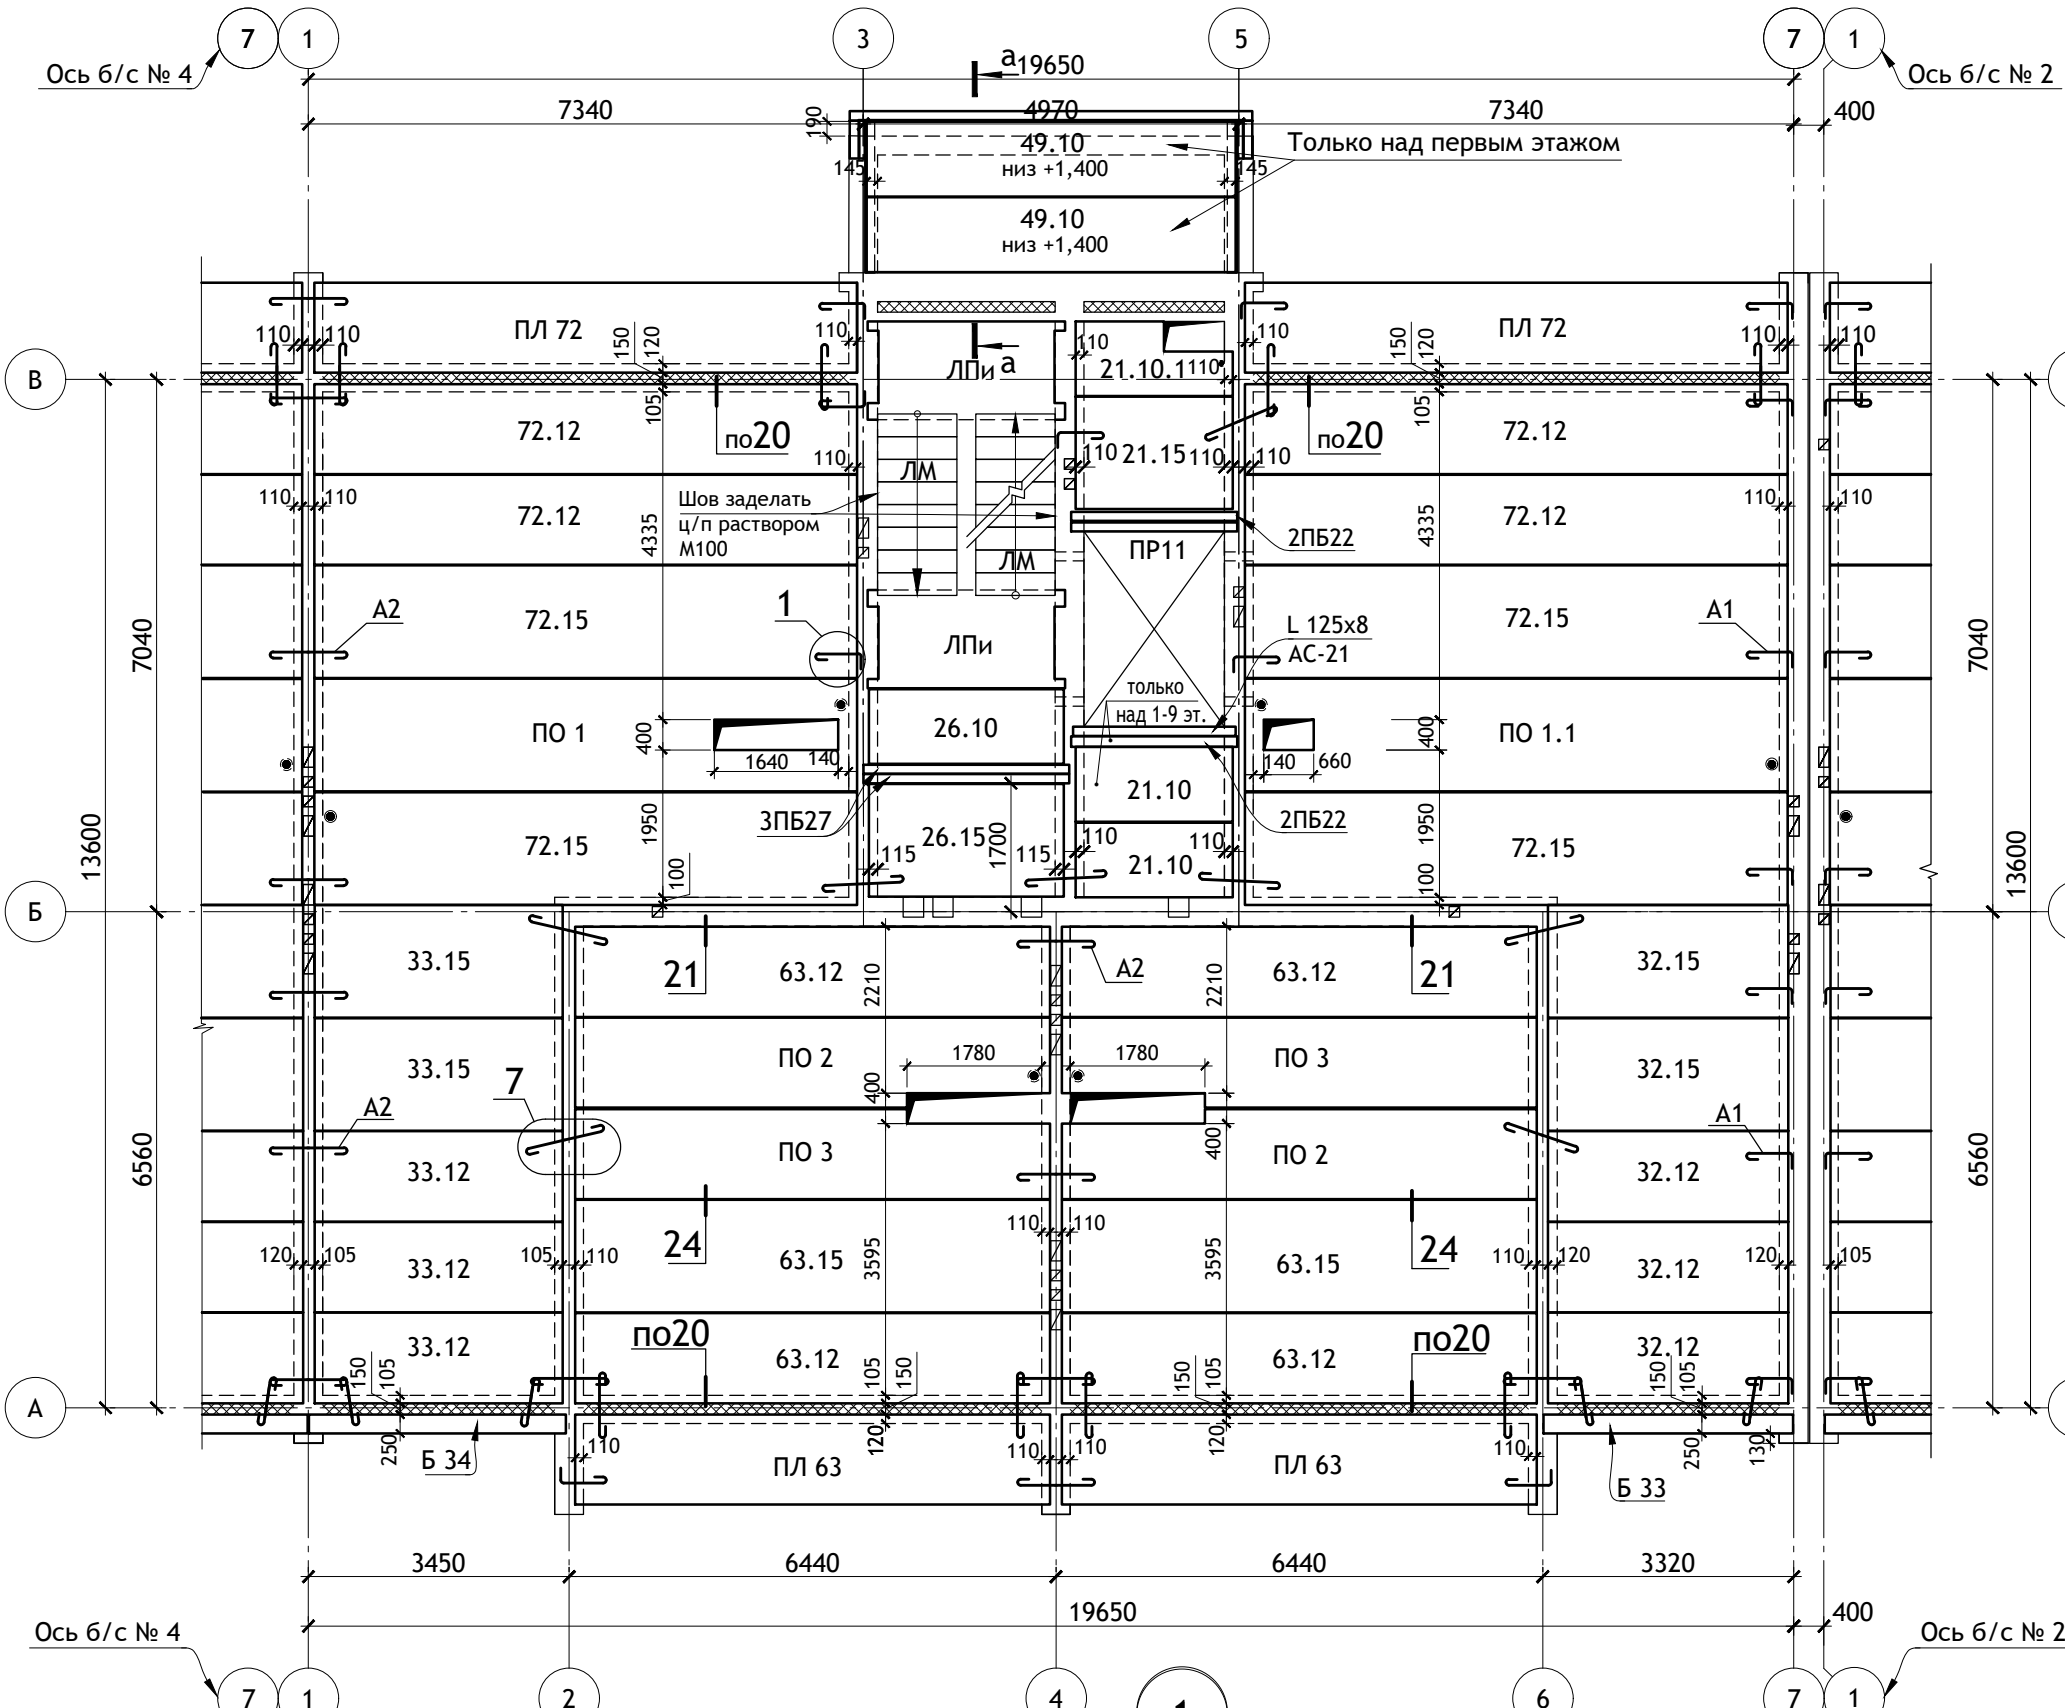 7 1 3 5 7 1
Ось б/с № 4
Ось б/с № 2
а
19650
7340 4970 7340 400
190
49.10
низ +1,400
Только над первым этажом
145 145
49.10
низ +1,400
110 110 ПЛ 72 150 120 110
110 110 ПЛ 72 150 120 110 110
а
ЛПи
21.10.1 110
В
105 105
72.12 по20 110
ЛМ
110 21.15 110 110
по20 72.12
110 110 72.12 4335
Шов заделать
ц/п раствором
М100
ПР11 2ПБ22
4335 72.12 110 110
ЛМ
А2 72.15 1
ЛПи
L 125х8
АС-21
72.15 А1
7040 7040
только
над 1-9 эт.
ПО 1 400 1640 140
26.10
140 660 400 ПО 1.1
21.10
13600 13600
72.15 1950 100
3ПБ27
26.15 1700
115 115
110 21.10 110
2ПБ22
1950 100 72.15
Б
33.15 21 63.12 2210 А2 2210 63.12 21 32.15
33.15 ПО 2 1780 400 1780 ПО 3 32.15
7
А2 А1
6560 6560
33.12 ПО 3 400 ПО 2 32.12
24 110 110 24
120 105 33.12 105 110 63.15 3595 3595 63.15 110 120 32.12 120 105
33.12 150 105 по20 63.12 105 150 150 105 63.12 по20 150 105 32.12
А
250 Б 34 110 ПЛ 63 120 110 110 120 ПЛ 63 110 Б 33 250 130
3450 6440 6440 3320
19650 400
Ось б/с № 4
Ось б/с № 2
7 1 2 4 1 6 7 1